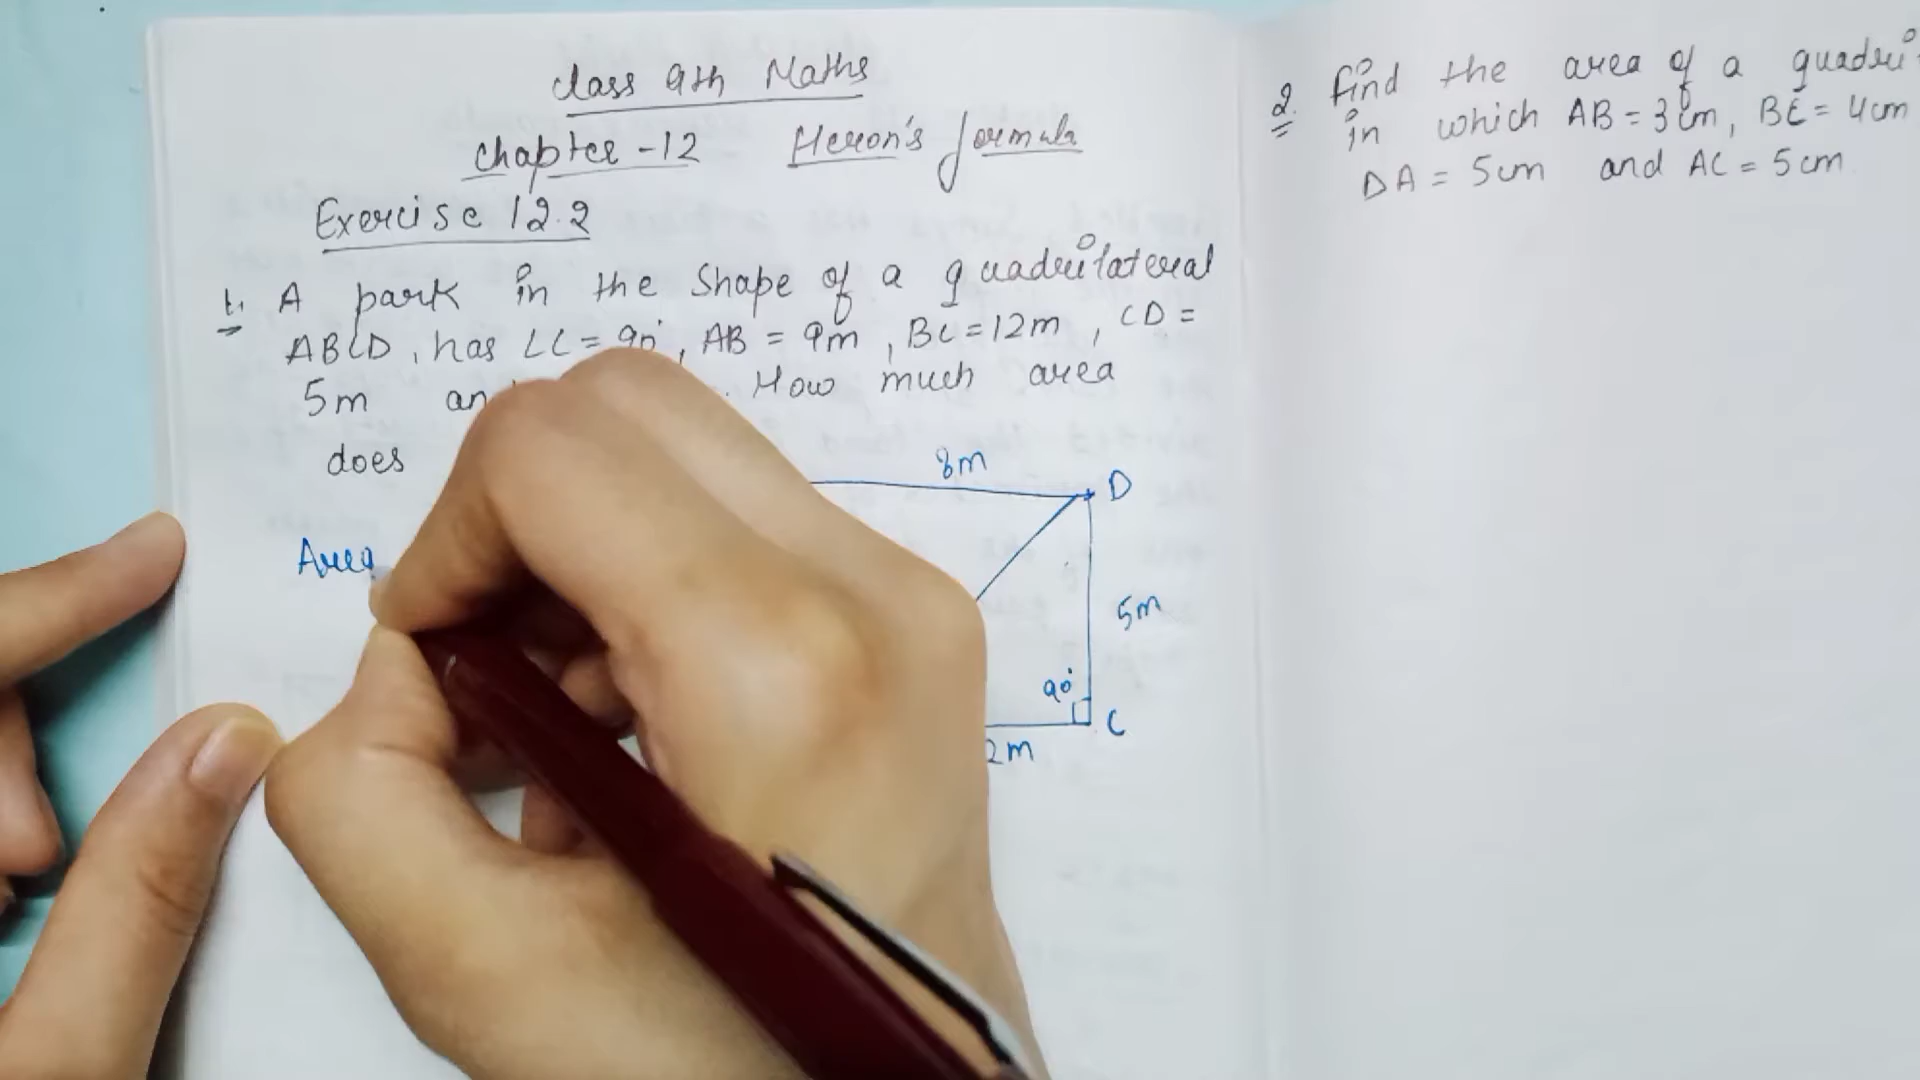 Class 9th Maths
Chapter-12 Heron's formula
Exercise 12.2
1. A park in the shape of a quadrilateral
ABCD, has ∠C = 90°, AB = 9m, BC = 12m, CD =
5m an . How much area
does
8m
D
Area
5m
90°
C
2m
2. Find the area of a quadri
in which AB = 3cm, BC = 4cm
DA = 5cm and AC = 5cm